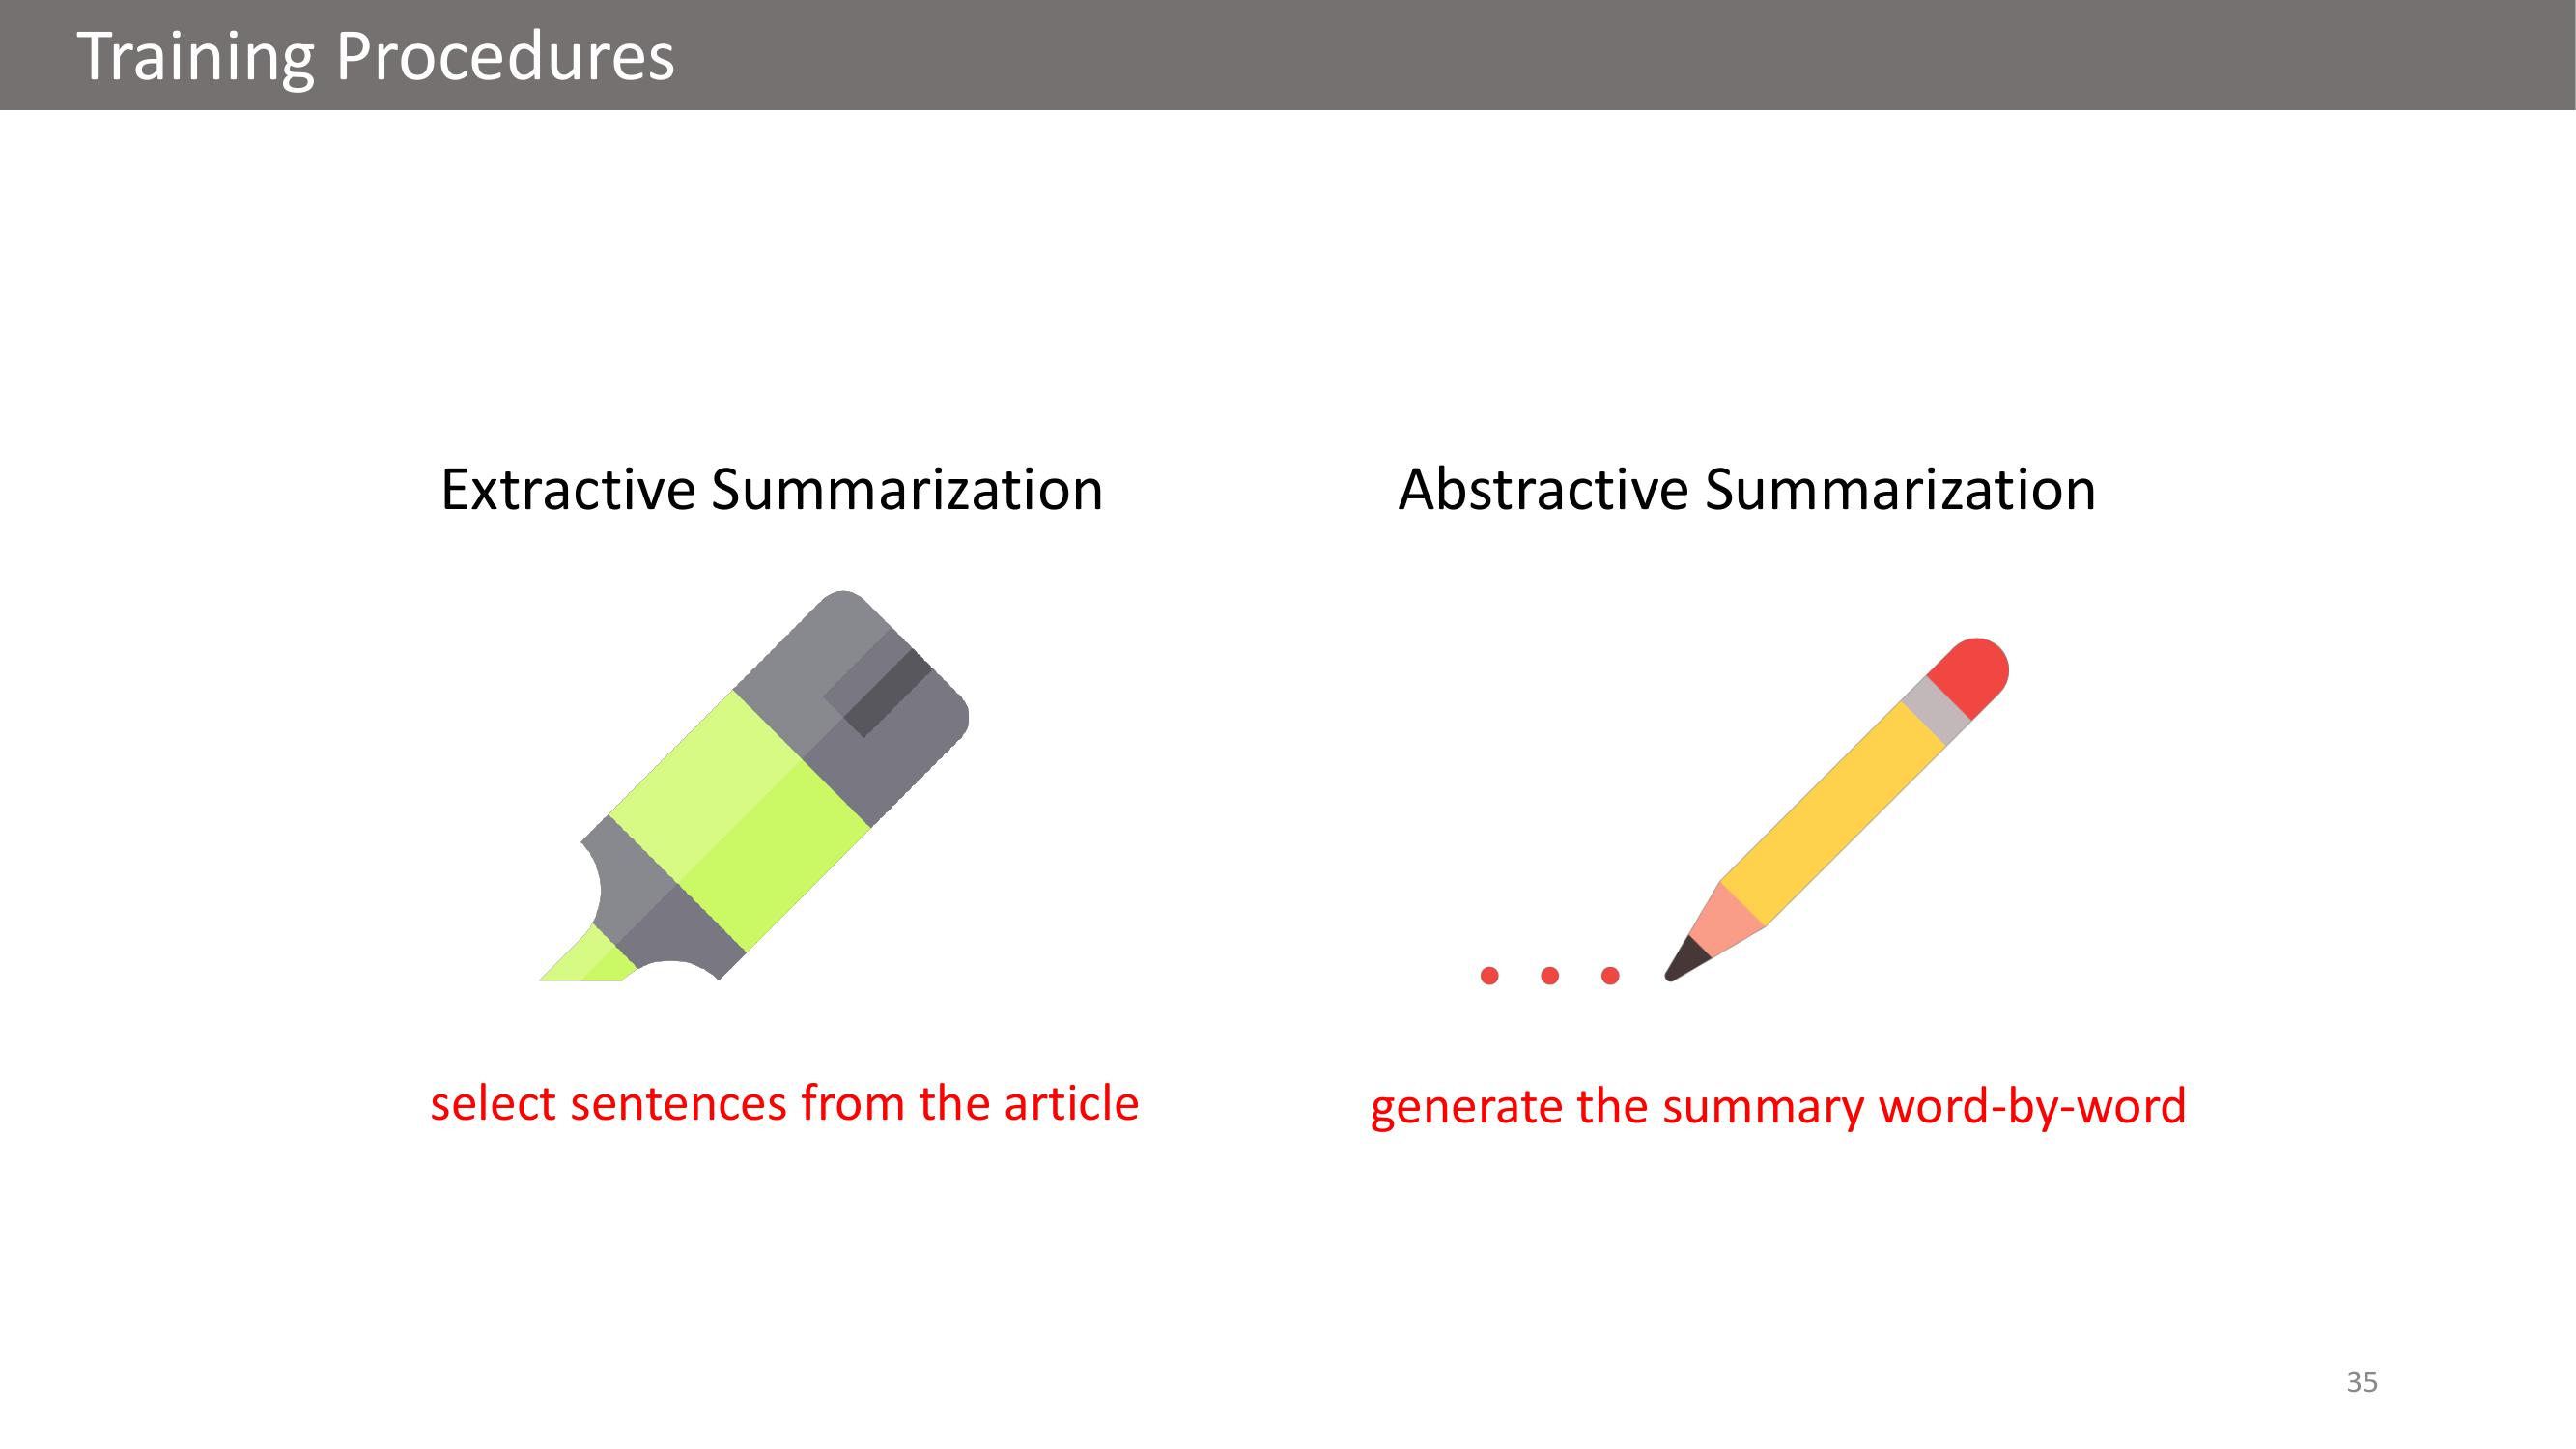 Training Procedures
Extractive Summarization
Abstractive Summarization
select sentences from the article
generate the summary word-by-word
35